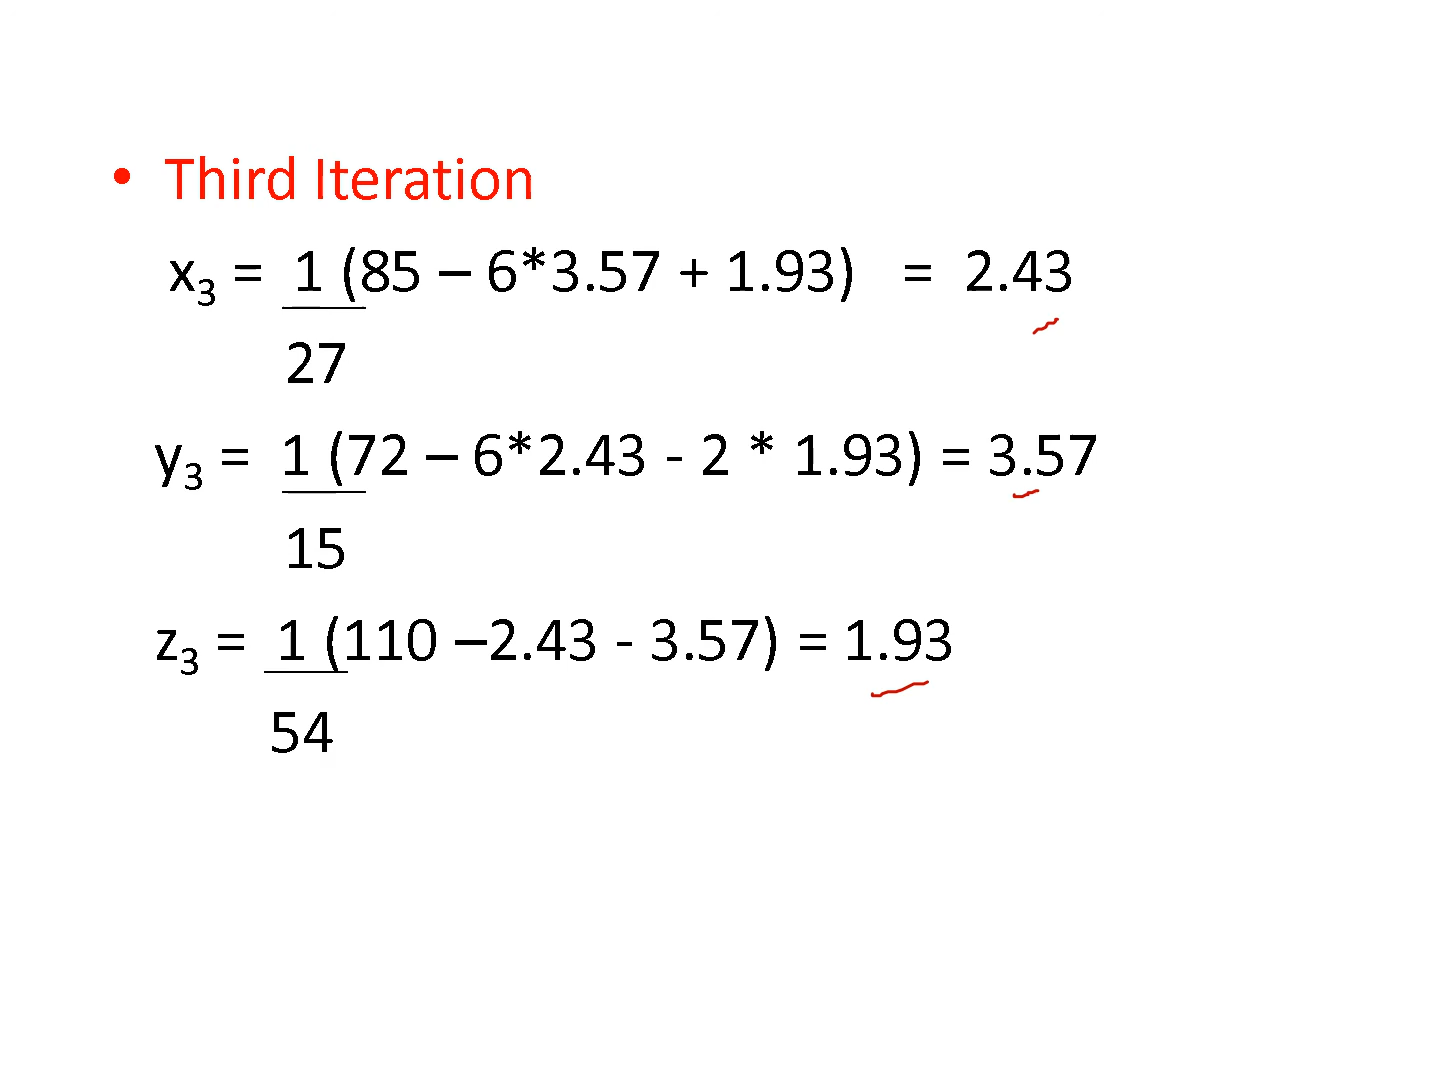 • Third Iteration
x₃ = 1 (85 – 6*3.57 + 1.93) = 2.43
27
y₃ = 1 (72 – 6*2.43 - 2 * 1.93) = 3.57
15
z₃ = 1 (110 –2.43 - 3.57) = 1.93
54